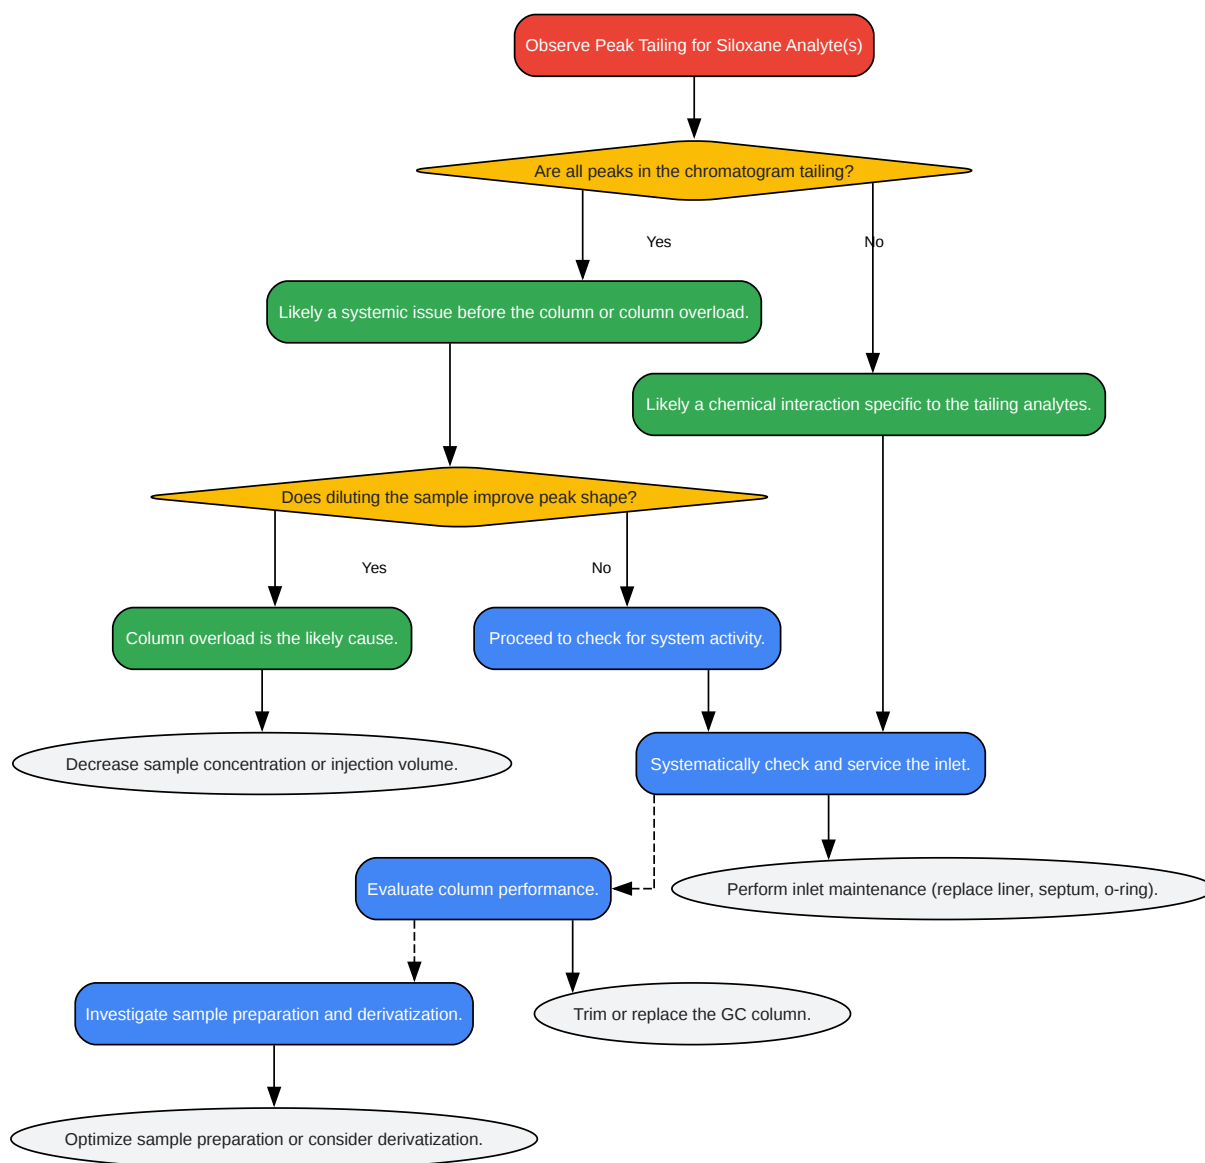 Observe Peak Tailing for Siloxane Analyte(s)
Are all peaks in the chromatogram tailing?
Yes
No
Likely a systemic issue before the column or column overload.
Likely a chemical interaction specific to the tailing analytes.
Does diluting the sample improve peak shape?
Yes
No
Column overload is the likely cause.
Proceed to check for system activity.
Decrease sample concentration or injection volume.
Systematically check and service the inlet.
Evaluate column performance.
Perform inlet maintenance (replace liner, septum, o-ring).
Investigate sample preparation and derivatization.
Trim or replace the GC column.
Optimize sample preparation or consider derivatization.